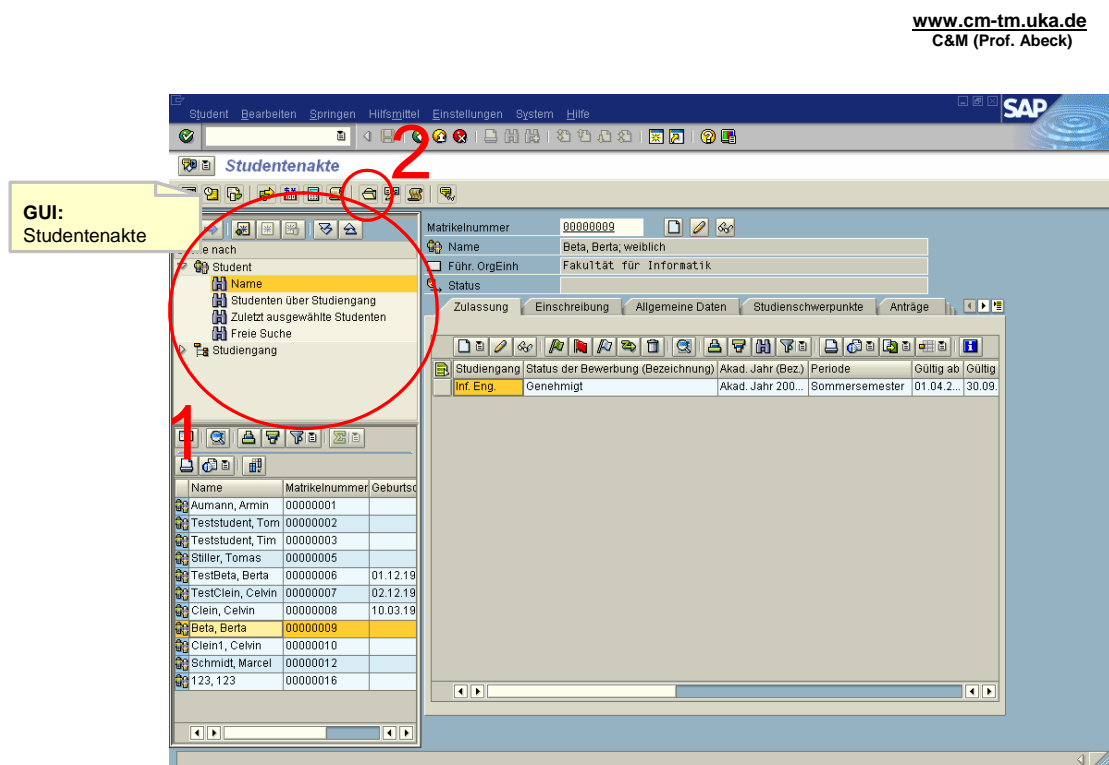 www.cm-tm.uka.de
C&M (Prof. Abeck)
Student Bearbeiten Springen Hilfsmittel Einstellungen System Hilfe
SAP
2
Studentenakte
GUI:
Studentenakte
e nach
Student
Name
Studenten über Studiengang
Zuletzt ausgewählte Studenten
Freie Suche
Studiengang
1
Matrikelnummer 00000009
Name Beta, Berta; weiblich
Führ. OrgEinh Fakultät für Informatik
Status
Zulassung Einschreibung Allgemeine Daten Studienschwerpunkte Anträge
Studiengang Status der Bewerbung (Bezeichnung) Akad. Jahr (Bez.) Periode Gültig ab Gültig
Inf. Eng. Genehmigt Akad. Jahr 200... Sommersemester 01.04.2... 30.09.
Name Matrikelnummer Geburtsd
Aumann, Armin 00000001
Teststudent, Tom 00000002
Teststudent, Tim 00000003
Stiller, Tomas 00000005
TestBeta, Berta 00000006 01.12.19
TestClein, Celvin 00000007 02.12.19
Clein, Celvin 00000008 10.03.19
Beta, Berta 00000009
Clein1, Celvin 00000010
Schmidt, Marcel 00000012
123, 123 00000016